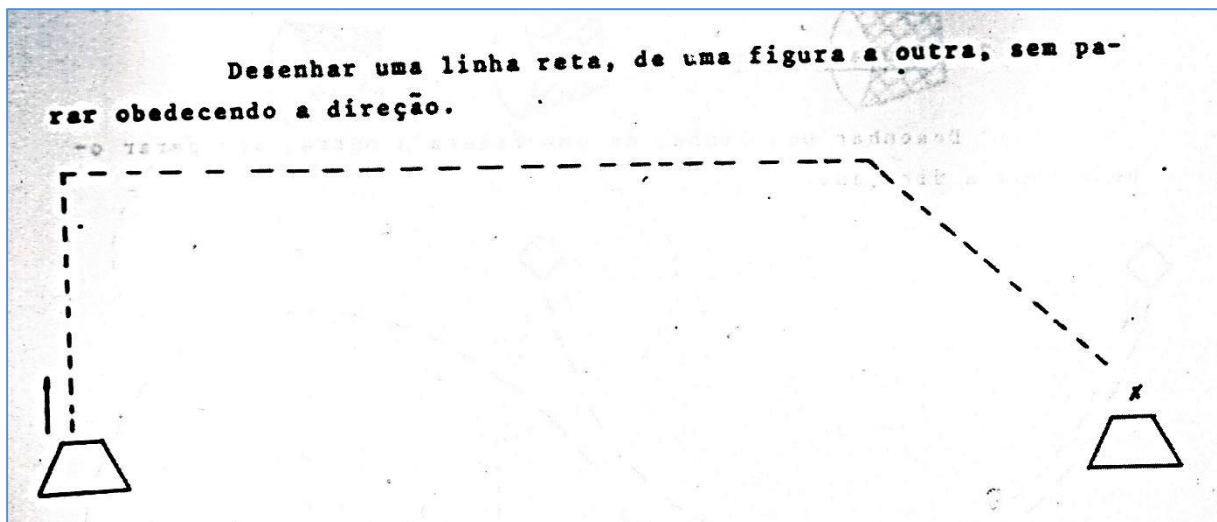 Desenhar uma linha reta, de uma figura a outra, sem pa-
rar obedecendo a direção.
x